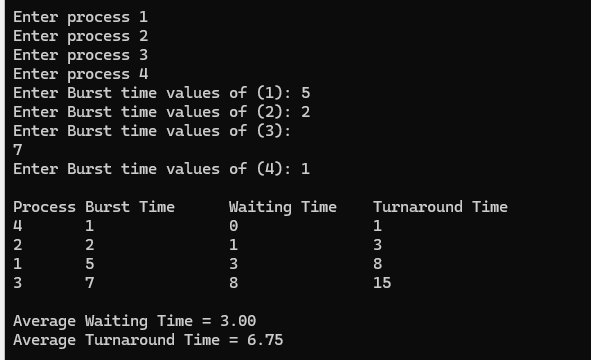 Enter process 1
Enter process 2
Enter process 3
Enter process 4
Enter Burst time values of (1): 5
Enter Burst time values of (2): 2
Enter Burst time values of (3):
7
Enter Burst time values of (4): 1

Process Burst Time      Waiting Time    Turnaround Time
4       1               0               1
2       2               1               3
1       5               3               8
3       7               8               15

Average Waiting Time = 3.00
Average Turnaround Time = 6.75